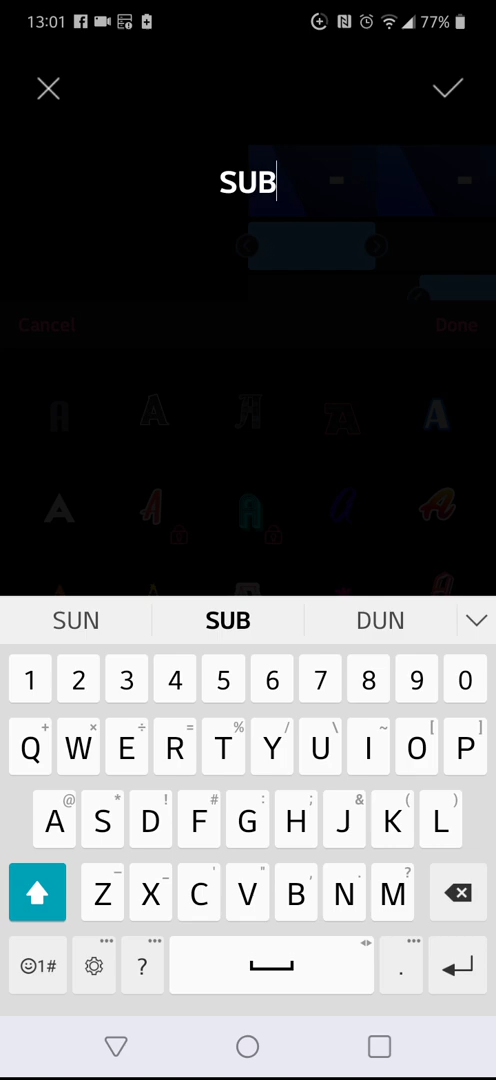 13:01 77%
SUB
Cancel Done
A A A A A
A A A A A
SUN SUB DUN
1 2 3 4 5 6 7 8 9 0
+ × ÷ = % / \ ~ [ ]
Q W E R T Y U I O P
@ * ! # : ; & ( )
A S D F G H J K L
– _ ' " , . ?
Z X C V B N M
☺1# ? .